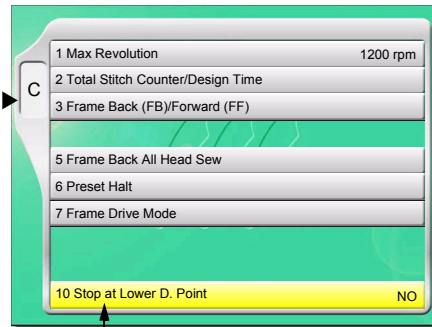 C
1 Max Revolution 1200 rpm
2 Total Stitch Counter/Design Time
3 Frame Back (FB)/Forward (FF)
5 Frame Back All Head Sew
6 Preset Halt
7 Frame Drive Mode
10 Stop at Lower D. Point NO